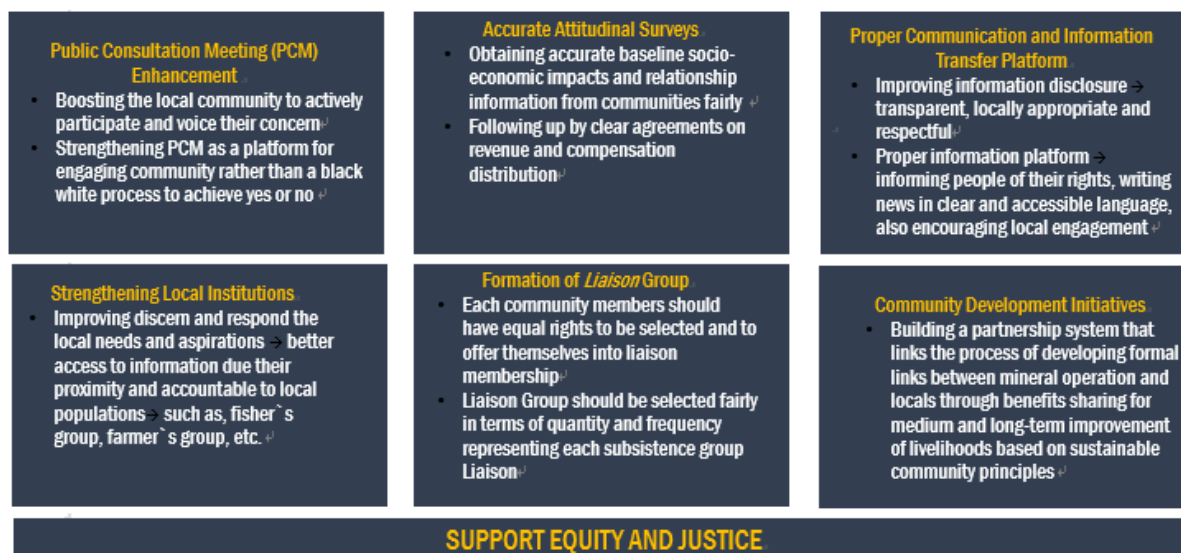 Public Consultation Meeting (PCM)
Enhancement
• Boosting the local community to actively
participate and voice their concern↵
• Strengthening PCM as a platform for
engaging community rather than a black
white process to achieve yes or no ↵
Accurate Attitudinal Surveys
• Obtaining accurate baseline socio-
economic impacts and relationship
information from communities fairly ↵
• Following up by clear agreements on
revenue and compensation
distribution↵
Proper Communication and Information
Transfer Platform
• Improving information disclosure →
transparent, locally appropriate and
respectful↵
• Proper information platform →
informing people of their rights, writing
news in clear and accessible language,
also encouraging local engagement ↵
Strengthening Local Institutions
• Improving discern and respond the
local needs and aspirations → better
access to information due their
proximity and accountable to local
populations→ such as, fisher`s
group, farmer`s group, etc. ↵
Formation of Liaison Group
• Each community members should
have equal rights to be selected and to
offer themselves into liaison
membership↵
• Liaison Group should be selected fairly
in terms of quantity and frequency
representing each subsistence group
Liaison↵
Community Development Initiatives
• Building a partnership system that
links the process of developing formal
links between mineral operation and
locals through benefits sharing for
medium and long-term improvement
of livelihoods based on sustainable
community principles ↵
SUPPORT EQUITY AND JUSTICE